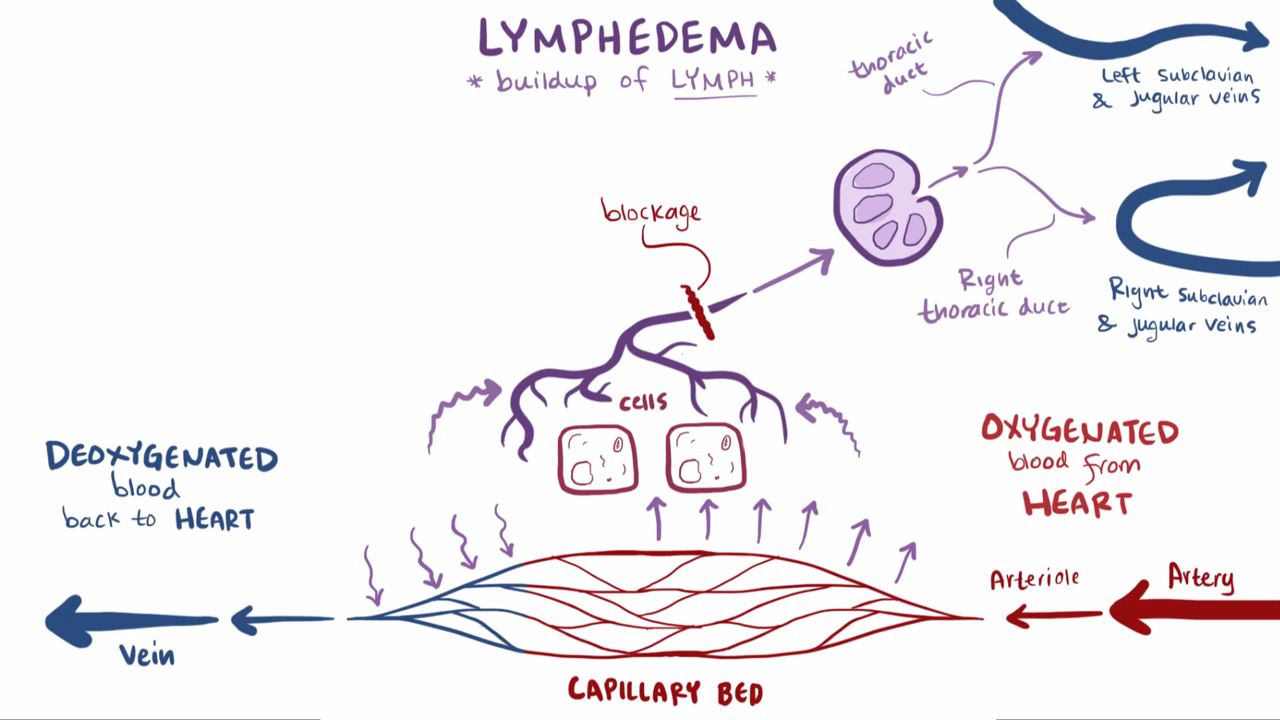 LYMPHEDEMA
* buildup of LYMPH *
thoracic
duct
Left subclavian
& jugular veins
blockage
Right
thoracic duct
Right subclavian
& jugular veins
cells
DEOXYGENATED
blood
back to HEART
OXYGENATED
blood from
HEART
Arteriole
Artery
Vein
CAPILLARY BED